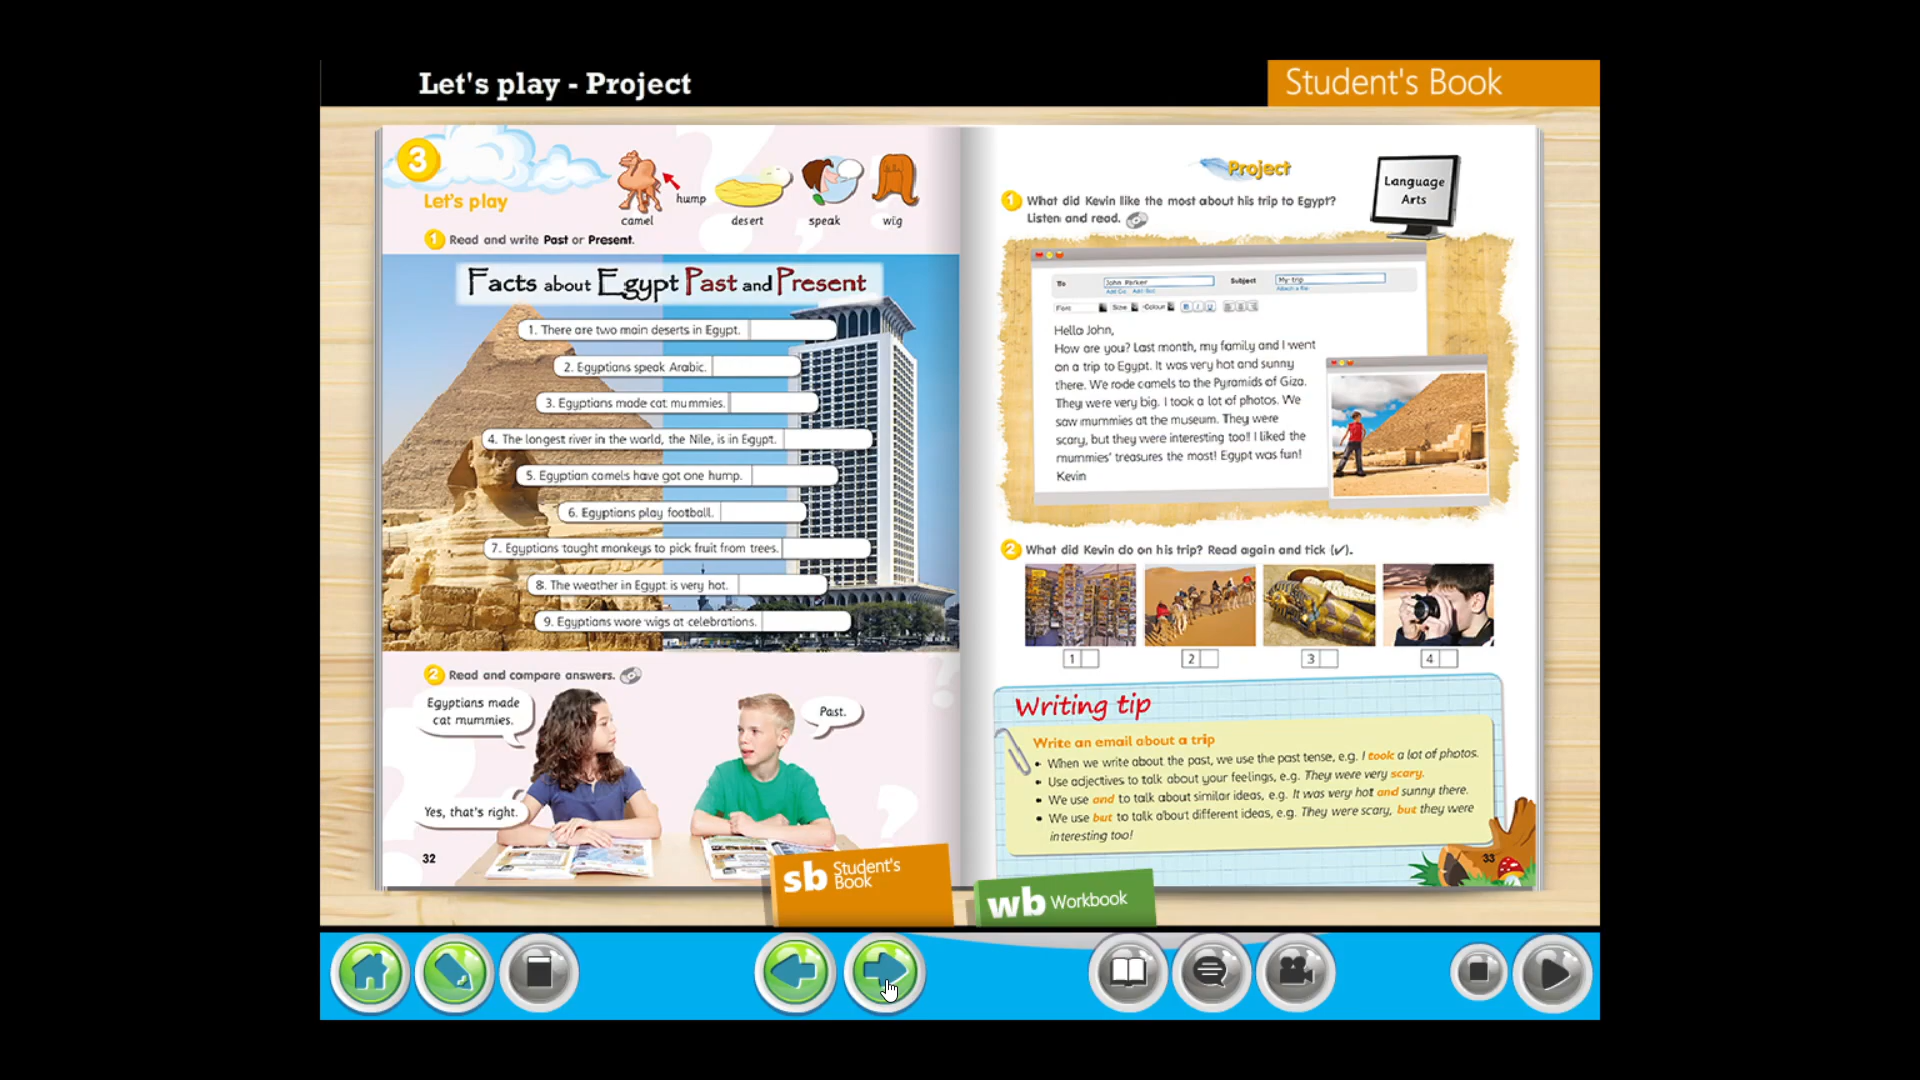 Let's play - Project
Student's Book
3
Let's play
camel
hump
desert
speak
wig
1 Read and write Past or Present.
Facts about Egypt Past and Present
1. There are two main deserts in Egypt.
2. Egyptians speak Arabic.
3. Egyptians made cat mummies.
4. The longest river in the world, the Nile, is in Egypt.
5. Egyptian camels have got one hump.
6. Egyptians play football.
7. Egyptians taught monkeys to pick fruit from trees.
8. The weather in Egypt is very hot.
9. Egyptians wore wigs at celebrations.
2 Read and compare answers.
Egyptians made
cat mummies.
Past.
Yes, that's right.
32
Project
Language
Arts
1 What did Kevin like the most about his trip to Egypt?
Listen and read.
To
John Parker
Subject
My trip
Add Cc
Attach a file
Size
Colour
B I U
Hello John,
How are you? Last month, my family and I went
on a trip to Egypt. It was very hot and sunny
there. We rode camels to the Pyramids of Giza.
They were very big. I took a lot of photos. We
saw mummies at the museum. They were
scary, but they were interesting too!! I liked the
mummies' treasures the most! Egypt was fun!
Kevin
2 What did Kevin do on his trip? Read again and tick (✓).
1
2
3
4
Writing tip
Write an email about a trip
• When we write about the past, we use the past tense, e.g. I took a lot of photos.
• Use adjectives to talk about your feelings, e.g. They were very scary.
• We use and to talk about similar ideas, e.g. It was very hot and sunny there.
• We use but to talk about different ideas, e.g. They were scary, but they were
interesting too!
33
sb Student's
Book
wb Workbook